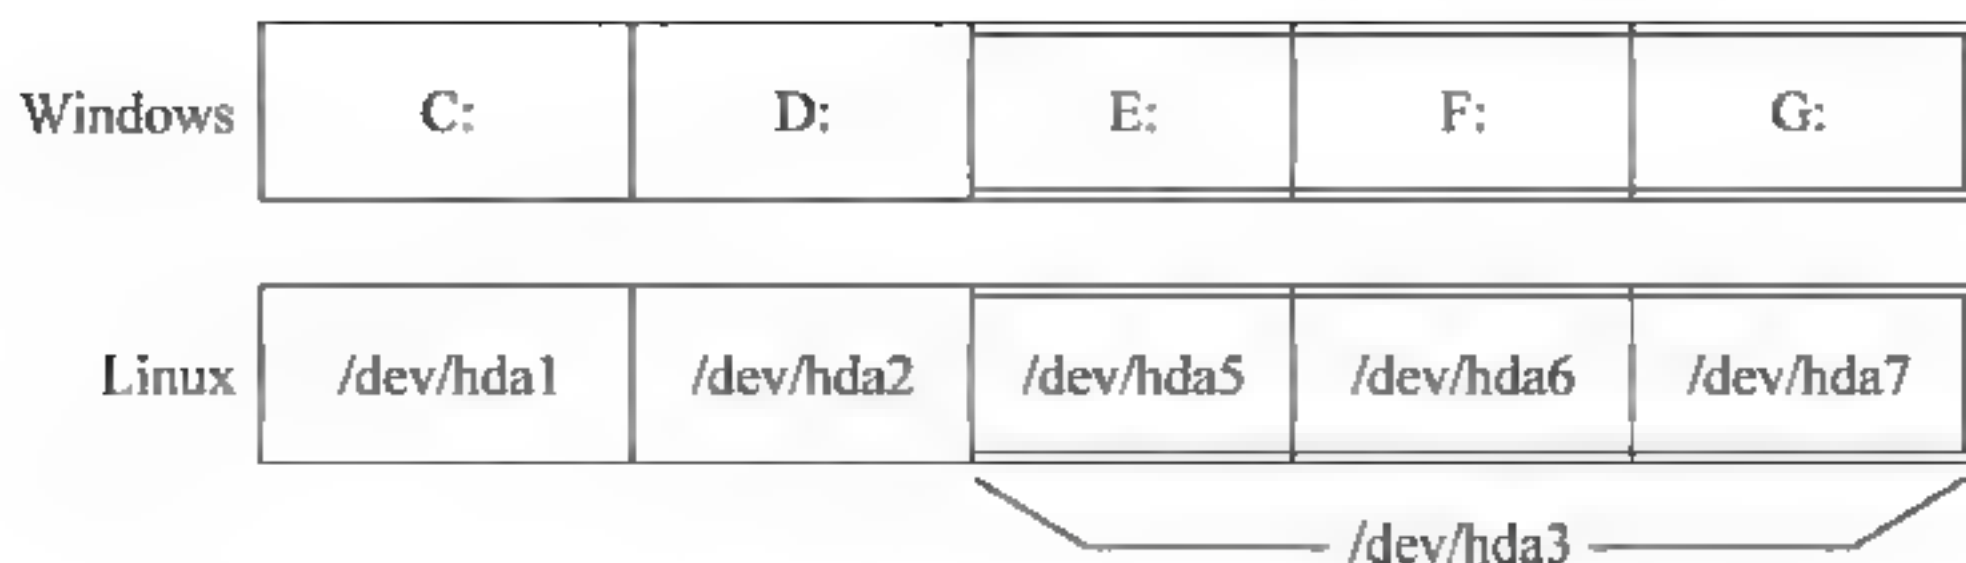 Windows C: D: E: F: G:
Linux /dev/hda1 /dev/hda2 /dev/hda5 /dev/hda6 /dev/hda7
/dev/hda3